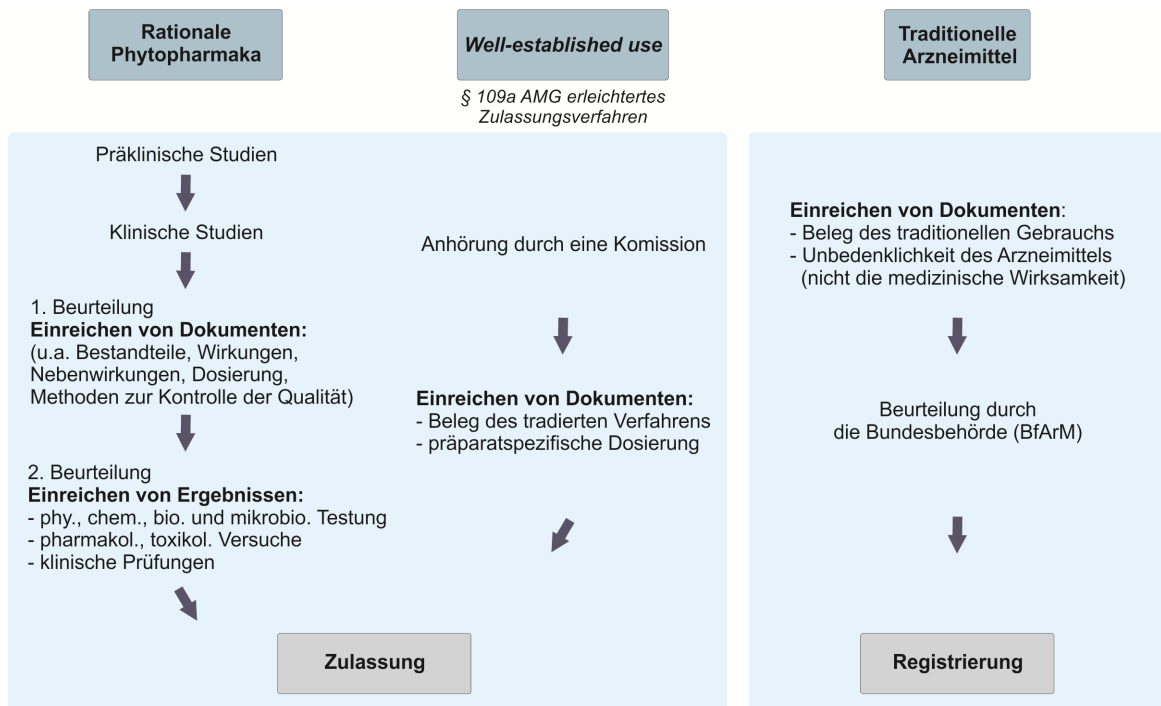 Rationale
Phytopharmaka
Well-established use
§ 109a AMG erleichtertes
Zulassungsverfahren
Traditionelle
Arzneimittel
Präklinische Studien
Klinische Studien
1. Beurteilung
Einreichen von Dokumenten:
(u.a. Bestandteile, Wirkungen,
Nebenwirkungen, Dosierung,
Methoden zur Kontrolle der Qualität)
2. Beurteilung
Einreichen von Ergebnissen:
- phy., chem., bio. und mikrobio. Testung
- pharmakol., toxikol. Versuche
- klinische Prüfungen
Anhörung durch eine Komission
Einreichen von Dokumenten:
- Beleg des tradierten Verfahrens
- präparatspezifische Dosierung
Zulassung
Einreichen von Dokumenten:
- Beleg des traditionellen Gebrauchs
- Unbedenklichkeit des Arzneimittels
(nicht die medizinische Wirksamkeit)
Beurteilung durch
die Bundesbehörde (BfArM)
Registrierung